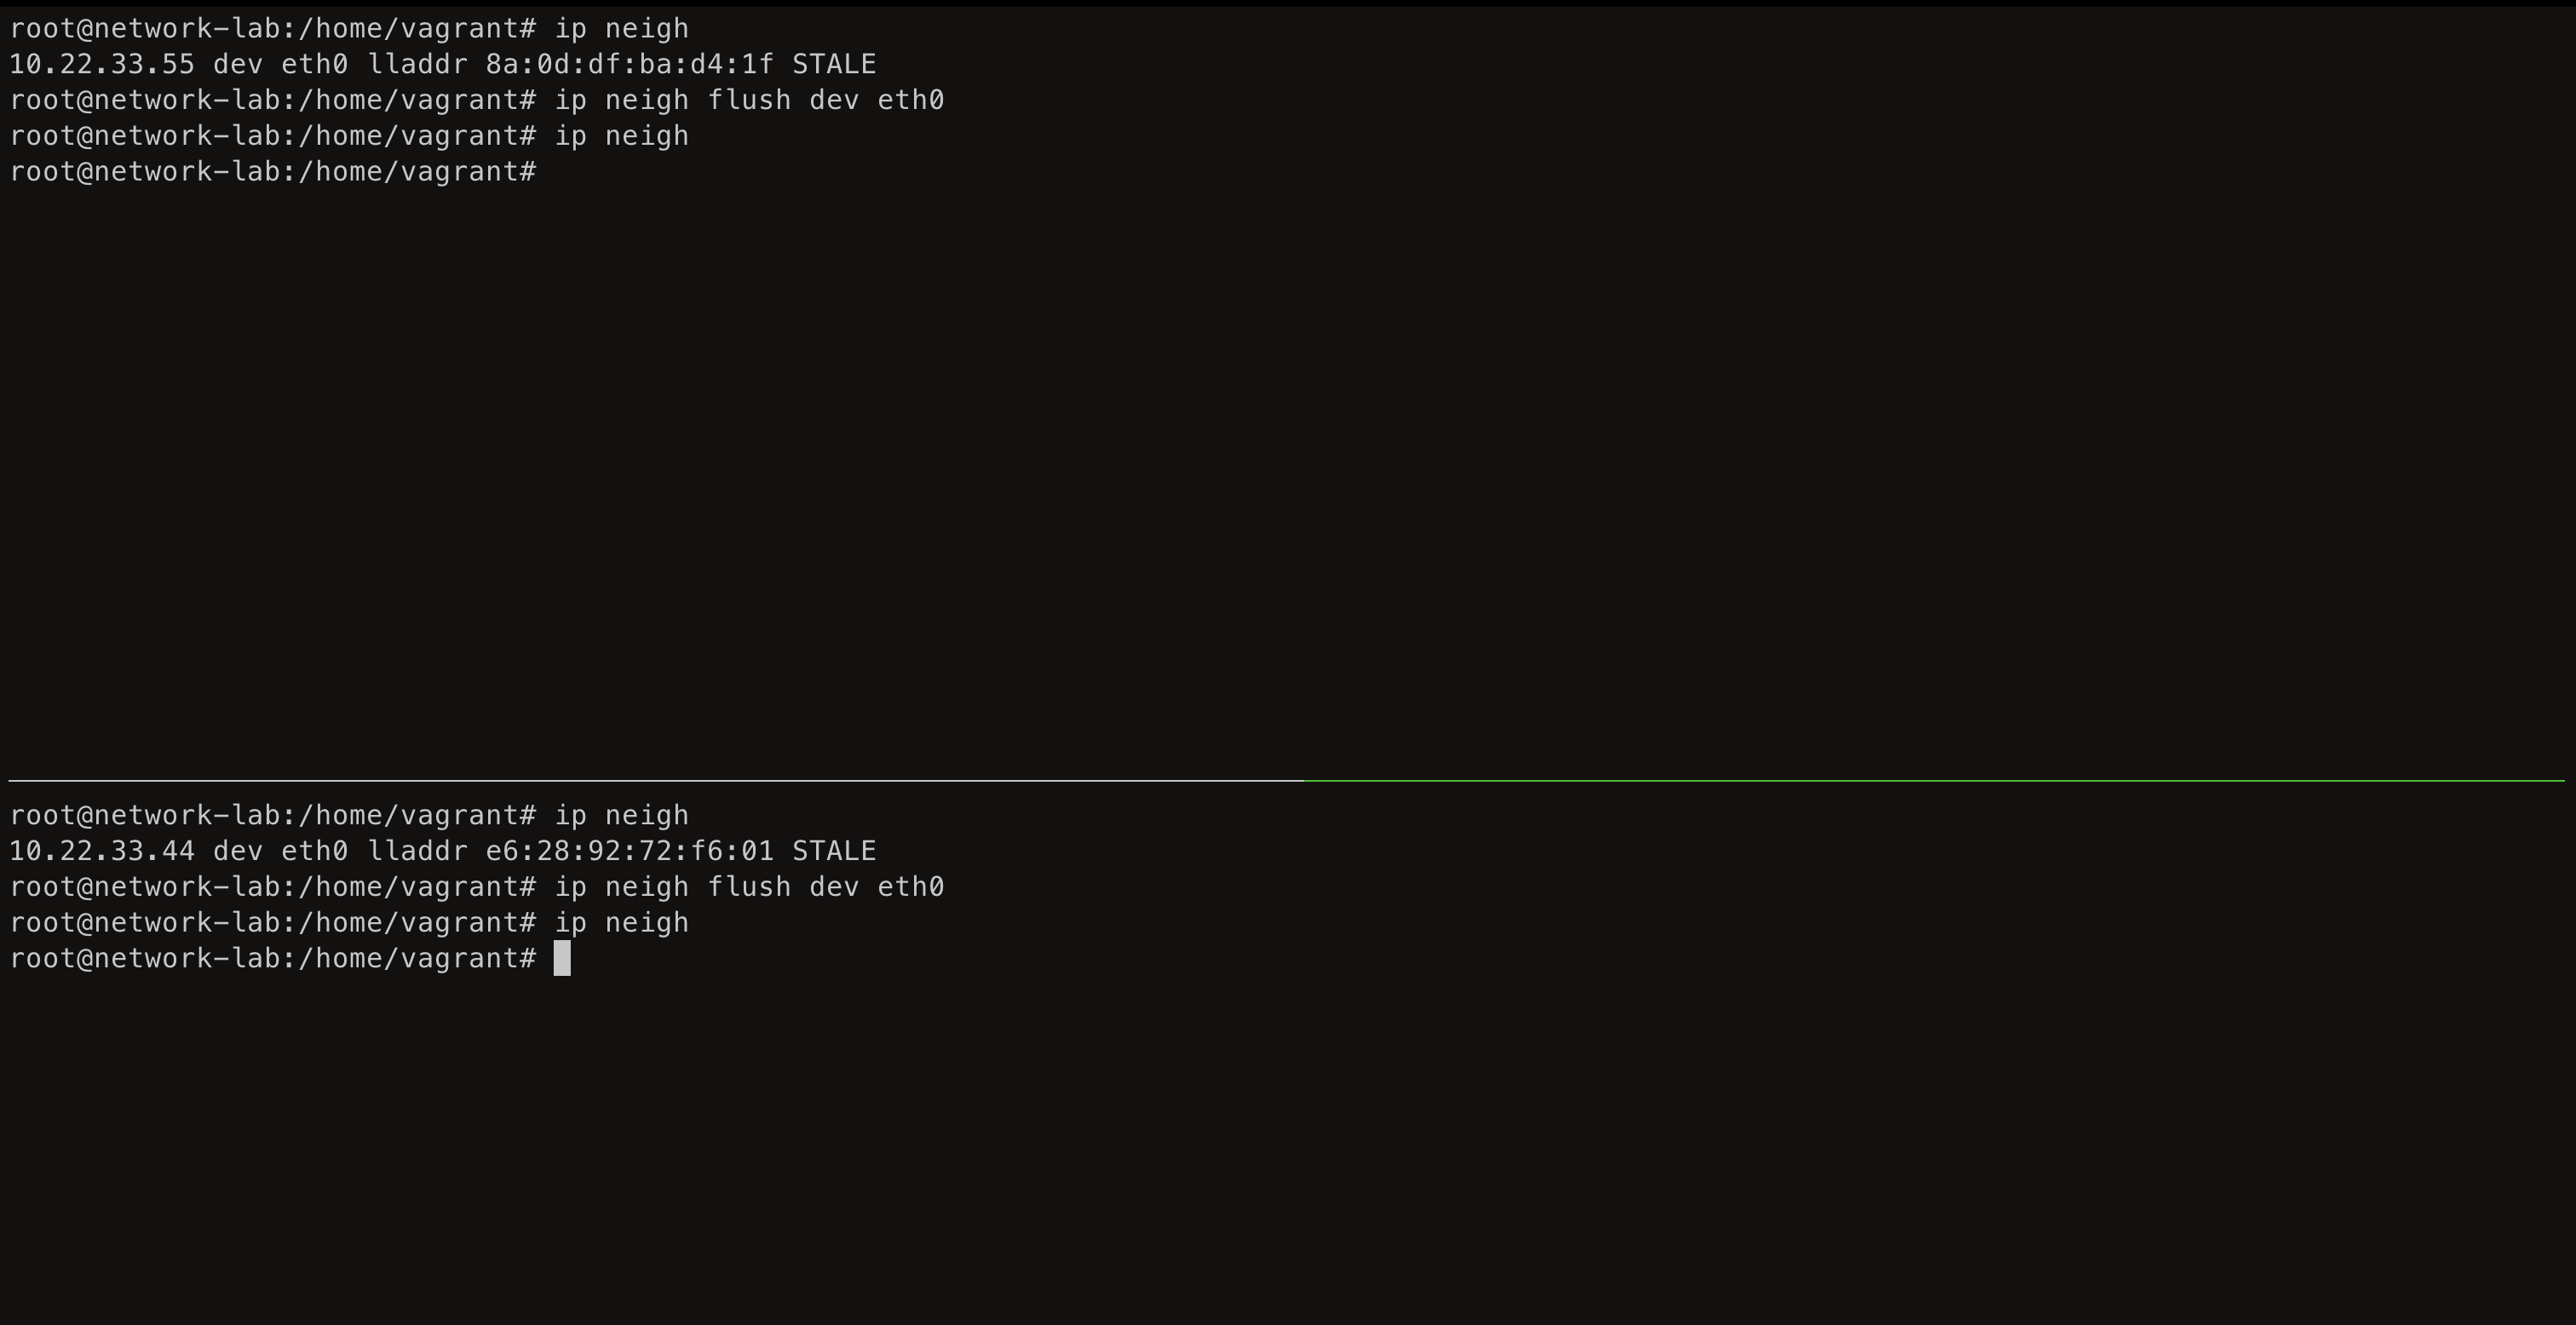 root@network-lab:/home/vagrant# ip neigh
10.22.33.55 dev eth0 lladdr 8a:0d:df:ba:d4:1f STALE
root@network-lab:/home/vagrant# ip neigh flush dev eth0
root@network-lab:/home/vagrant# ip neigh
root@network-lab:/home/vagrant#
root@network-lab:/home/vagrant# ip neigh
10.22.33.44 dev eth0 lladdr e6:28:92:72:f6:01 STALE
root@network-lab:/home/vagrant# ip neigh flush dev eth0
root@network-lab:/home/vagrant# ip neigh
root@network-lab:/home/vagrant#